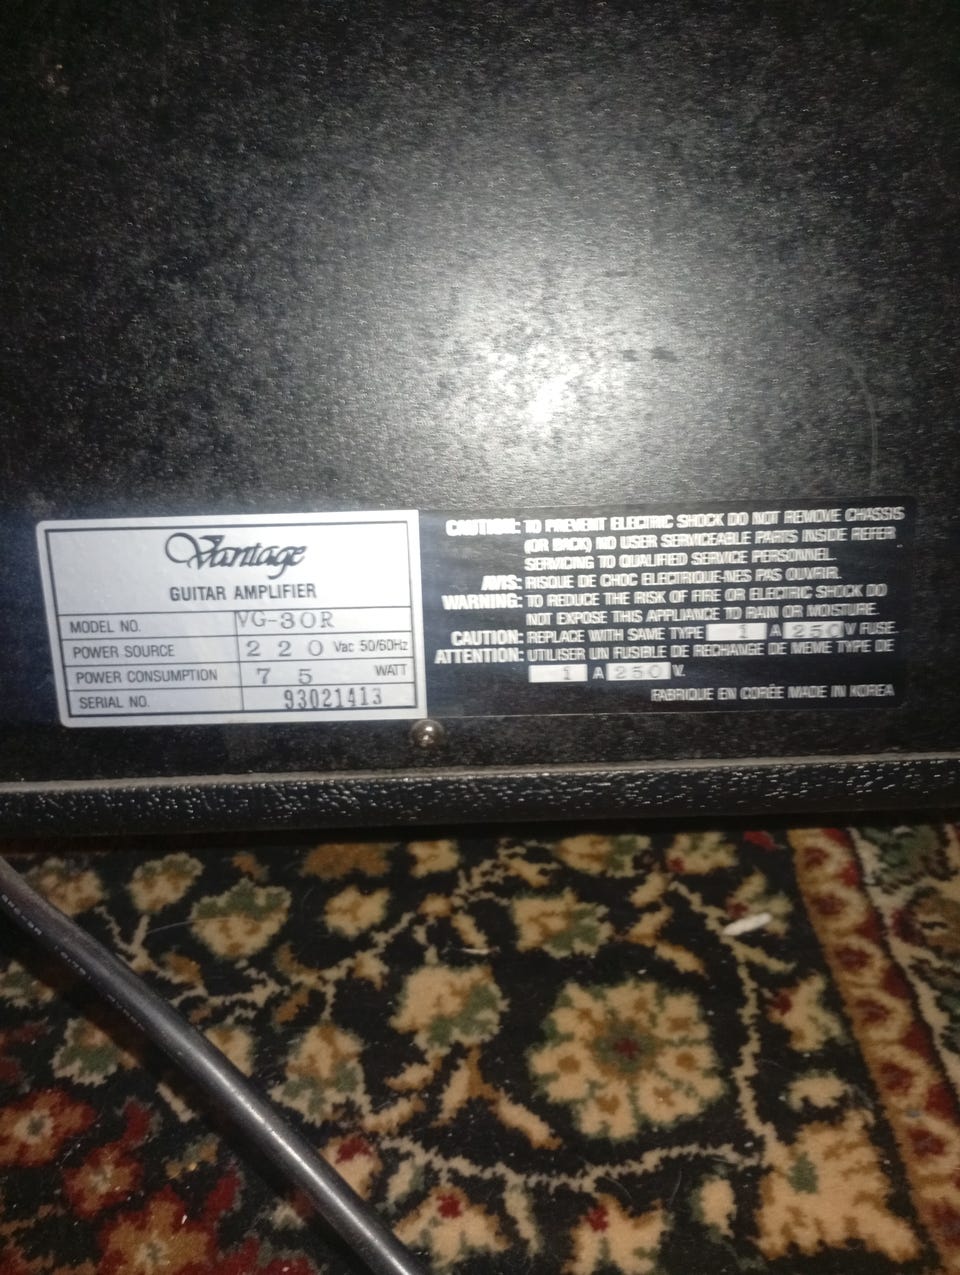 Vantage
GUITAR AMPLIFIER
MODEL NO. VG-30R
POWER SOURCE 220 Vac 50/60Hz
POWER CONSUMPTION 75 WATT
SERIAL NO. 93021413
CAUTION: TO PREVENT ELECTRIC SHOCK DO NOT REMOVE CHASSIS
(OR BACK) NO USER SERVICEABLE PARTS INSIDE REFER
SERVICING TO QUALIFIED SERVICE PERSONNEL.
AVIS: RISQUE DE CHOC ELECTRIQUE-NES PAS OUVRIR.
WARNING: TO REDUCE THE RISK OF FIRE OR ELECTRIC SHOCK DO
NOT EXPOSE THIS APPLIANCE TO RAIN OR MOISTURE.
CAUTION: REPLACE WITH SAME TYPE 1 A 250 V FUSE.
ATTENTION: UTILISER UN FUSIBLE DE RECHANGE DE MEME TYPE DE
1 A 250 V.
FABRIQUE EN CORÉE MADE IN KOREA